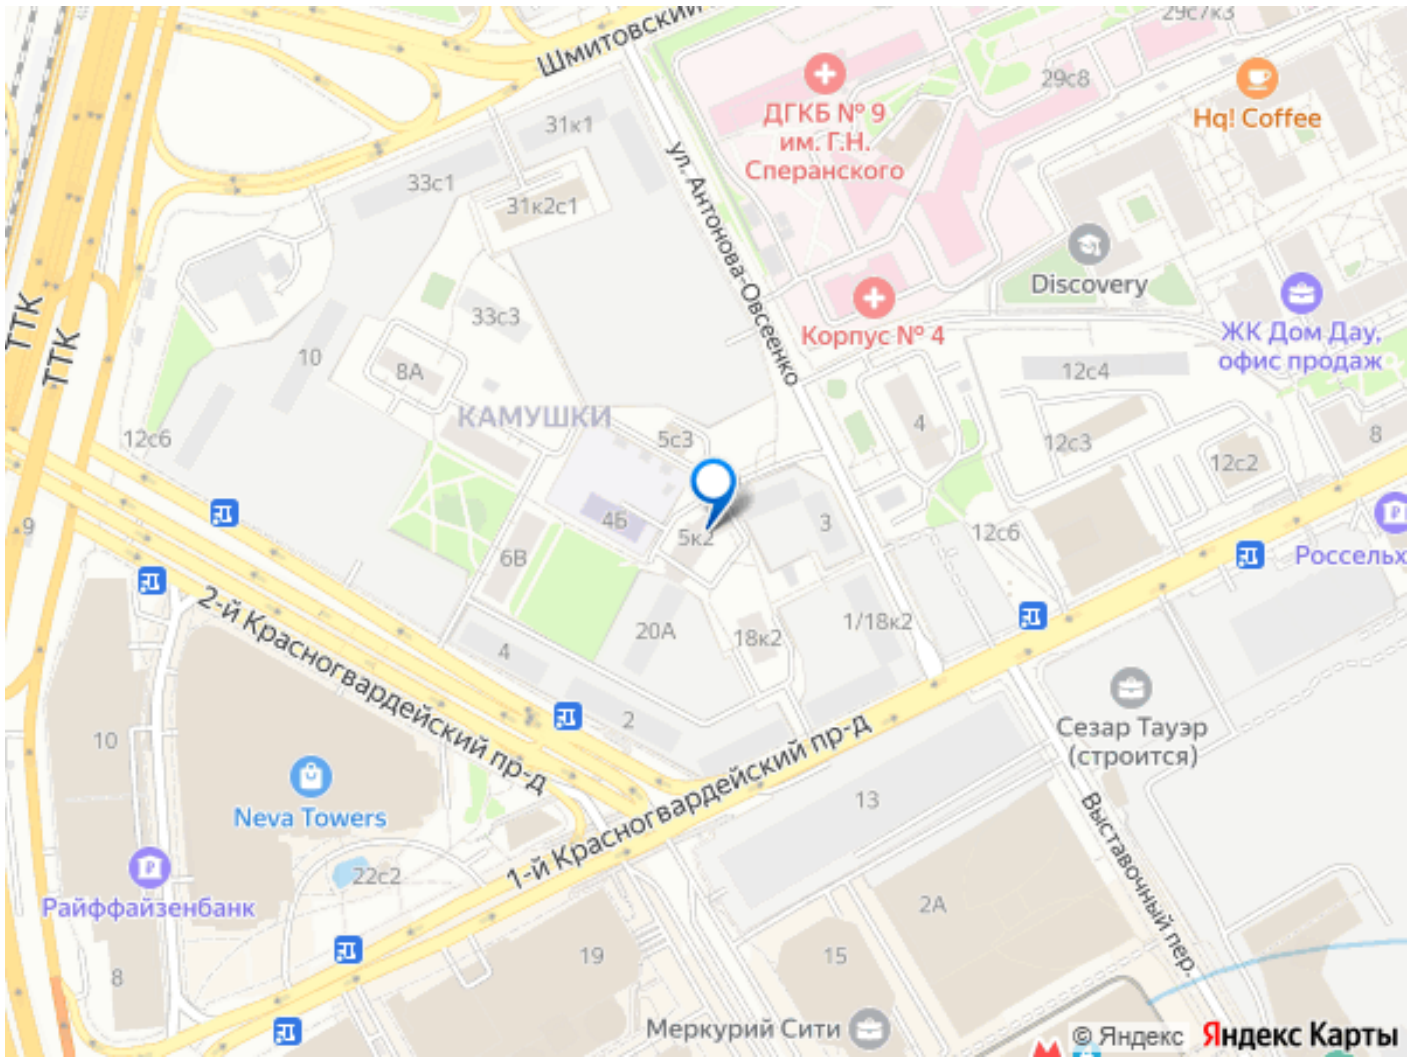 Шмитовский
29с7к3
29с8
ДГКБ № 9
им. Г.Н.
Сперанского
Hq! Coffee
31к1
33с1
31к2с1
ул. Антонова-Овсеенко
Discovery
Корпус № 4
ЖК Дом Дау,
офис продаж
ТТК
ТТК
33с3
10
8А
КАМУШКИ
12с4
12с6
5с3
4
12с3
8
12с2
9
4Б
5к2
3
12с6
Россельх
6В
2-й Красногвардейский пр-д
20А
18к2
1/18к2
4
2
Сезар Тауэр
(строится)
10
Neva Towers
1-й Красногвардейский пр-д
13
Выставочный пер.
Райффайзенбанк
22с2
2А
8
19
15
Меркурий Сити
© Яндекс Яндекс Карты